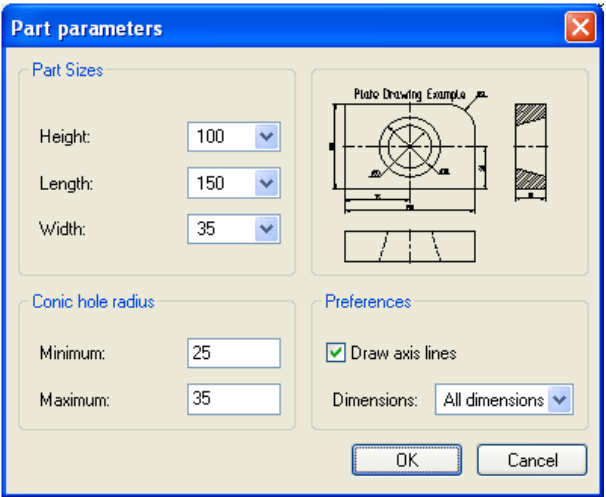 Part parameters
Part Sizes
Height: 100
Length: 150
Width: 35
Plate Drawing Example
Conic hole radius
Minimum: 25
Maximum: 35
Preferences
Draw axis lines
Dimensions: All dimensions
OK
Cancel